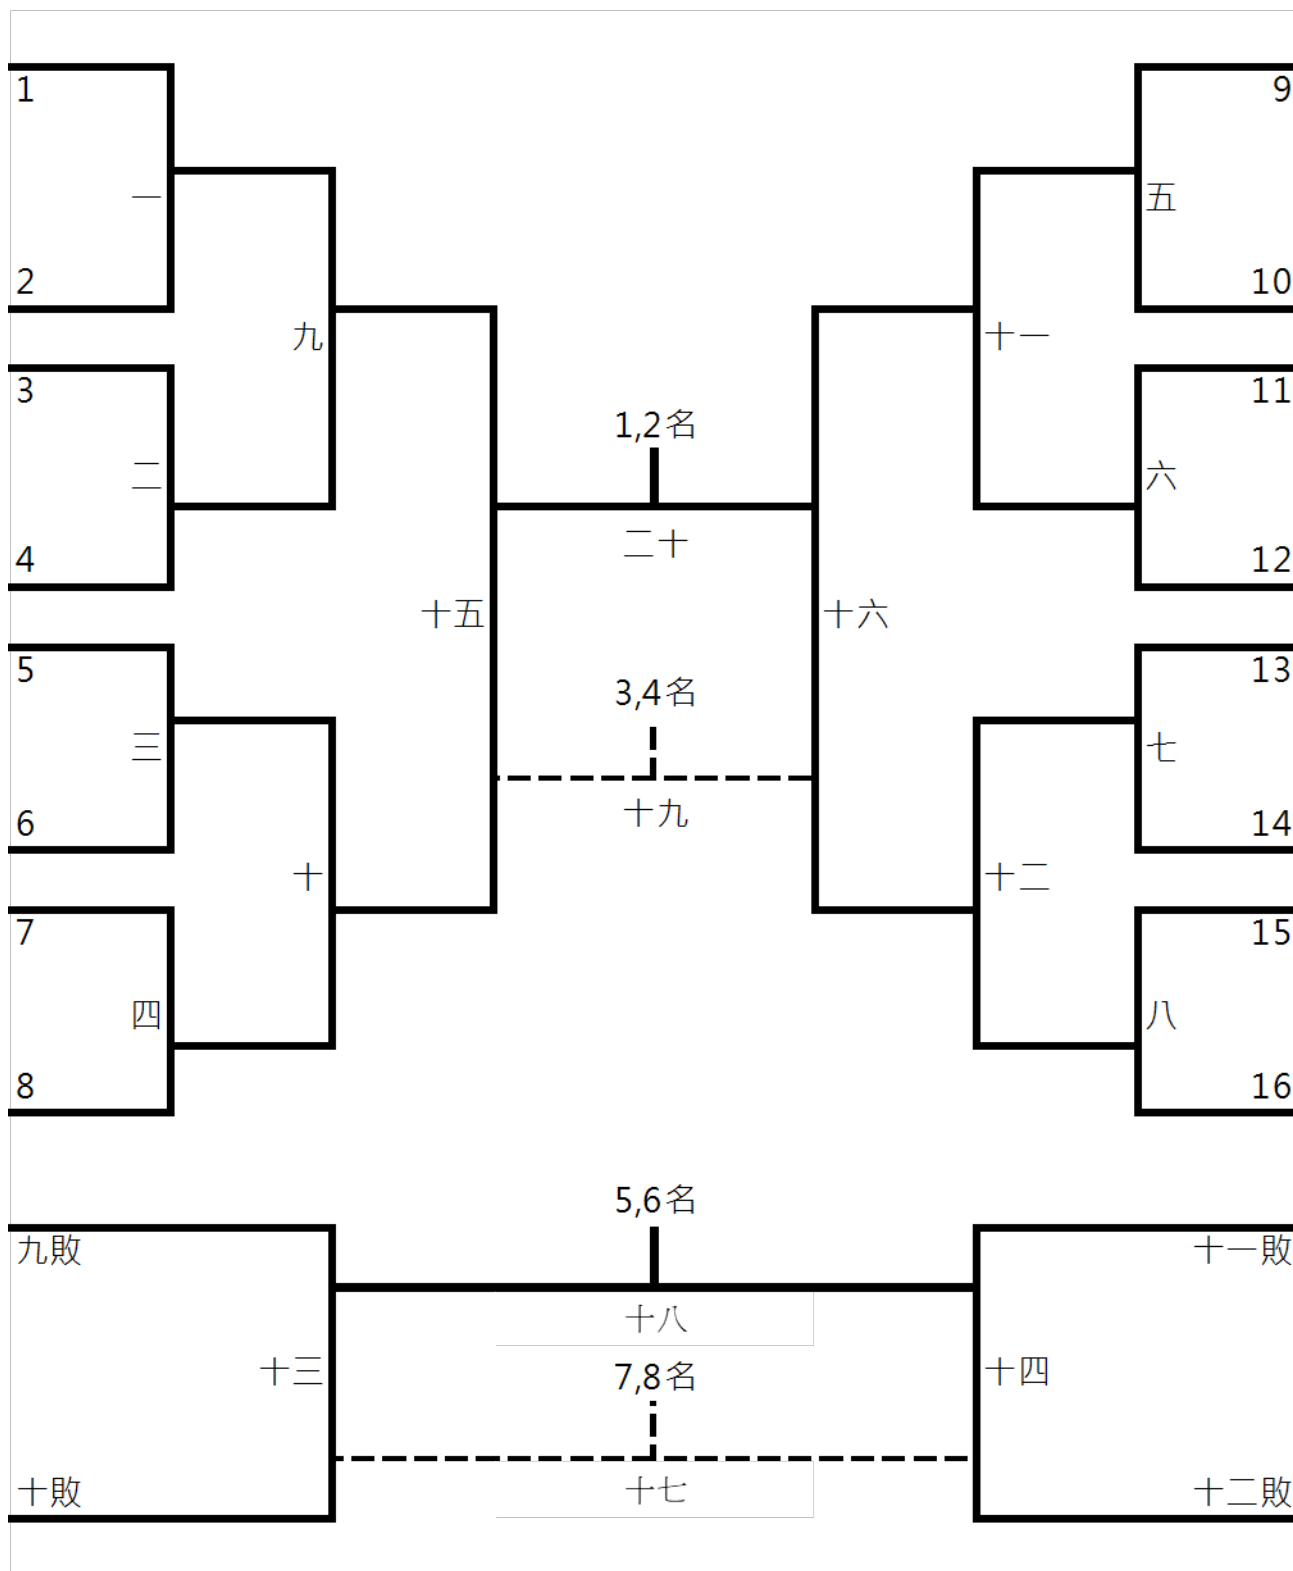 1
9
一
五
2
10
九
十一
3
11
1,2名
二
六
二十
4
12
十五
十六
5
13
3,4名
三
七
十九
6
14
十
十二
7
15
四
八
8
16
5,6名
九敗
十一敗
十八
十三
7,8名
十四
十敗
十七
十二敗